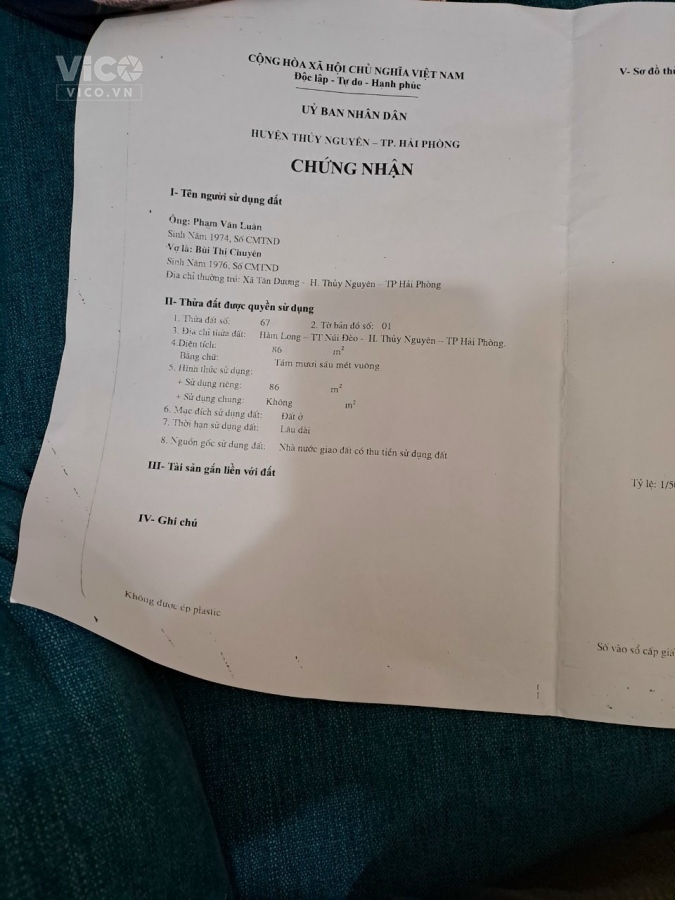 ViCO
VICO.VN
CỘNG HÒA XÃ HỘI CHỦ NGHĨA VIỆT NAM
Độc lập - Tự do - Hạnh phúc
UỶ BAN NHÂN DÂN
HUYỆN THỦY NGUYÊN – TP. HẢI PHÒNG
CHỨNG NHẬN
I- Tên người sử dụng đất
Ông: Phạm Văn Luân
Sinh Năm 1974, Số CMTND
Vợ là: Bùi Thị Chuyên
Sinh Năm 1976, Số CMTND
Địa chỉ thường trú: Xã Tân Dương - H. Thủy Nguyên – TP Hải Phòng
II- Thửa đất được quyền sử dụng
1. Thửa đất số: 67 2. Tờ bản đồ số: 01
3. Địa chỉ thửa đất: Hàm Long – TT Núi Đèo - H. Thủy Nguyên – TP Hải Phòng.
4.Diện tích: 86 m²
Bằng chữ: Tám mươi sáu mét vuông
5. Hình thức sử dụng:
+ Sử dụng riêng: 86 m²
+ Sử dụng chung: Không m²
6. Mục đích sử dụng đất: Đất ở
7. Thời hạn sử dụng đất: Lâu dài
8. Nguồn gốc sử dụng đất: Nhà nước giao đất có thu tiền sử dụng đất
III- Tài sản gắn liền với đất
IV- Ghi chú
Không được ép plastic
V- Sơ đồ thử
Tỷ lệ: 1/50
Số vào sổ cấp giấ